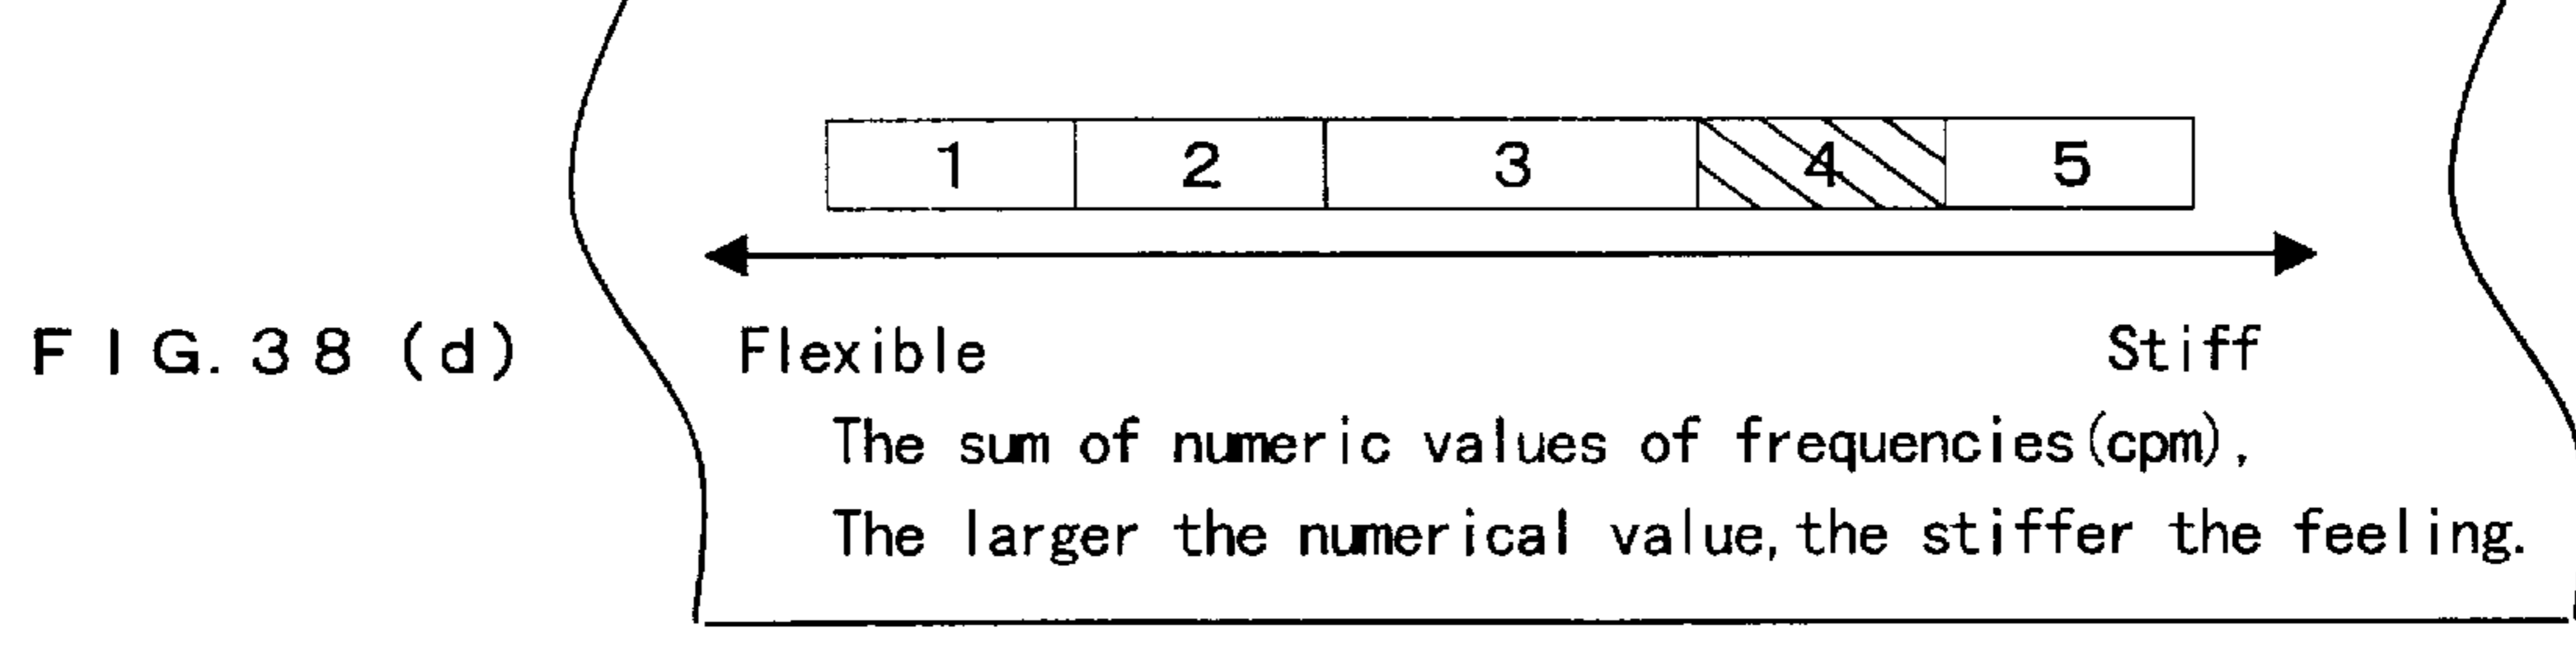 1 2 3 4 5
FIG.38 (d)
Flexible Stiff
The sum of numeric values of frequencies(cpm),
The larger the numerical value,the stiffer the feeling.